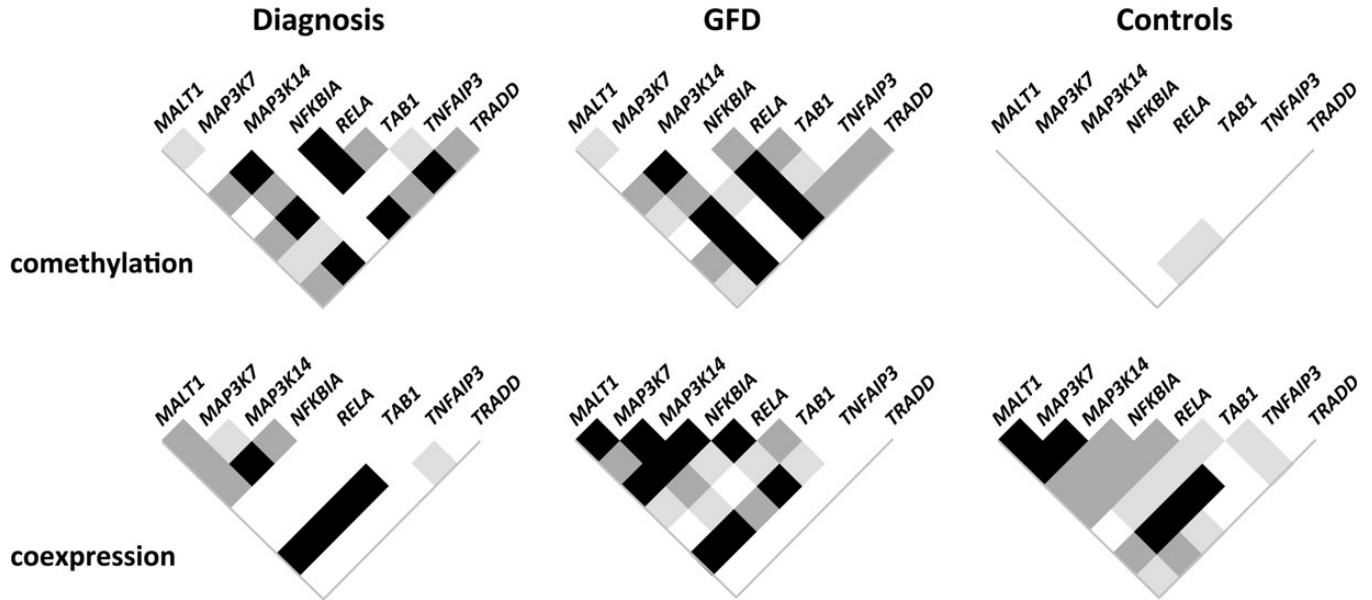 Diagnosis GFD Controls
MALT1 MAP3K7 MAP3K14 NFKBIA RELA TAB1 TNFAIP3 TRADD
MALT1 MAP3K7 MAP3K14 NFKBIA RELA TAB1 TNFAIP3 TRADD
MALT1 MAP3K7 MAP3K14 NFKBIA RELA TAB1 TNFAIP3 TRADD
comethylation
MALT1 MAP3K7 MAP3K14 NFKBIA RELA TAB1 TNFAIP3 TRADD
MALT1 MAP3K7 MAP3K14 NFKBIA RELA TAB1 TNFAIP3 TRADD
MALT1 MAP3K7 MAP3K14 NFKBIA RELA TAB1 TNFAIP3 TRADD
coexpression